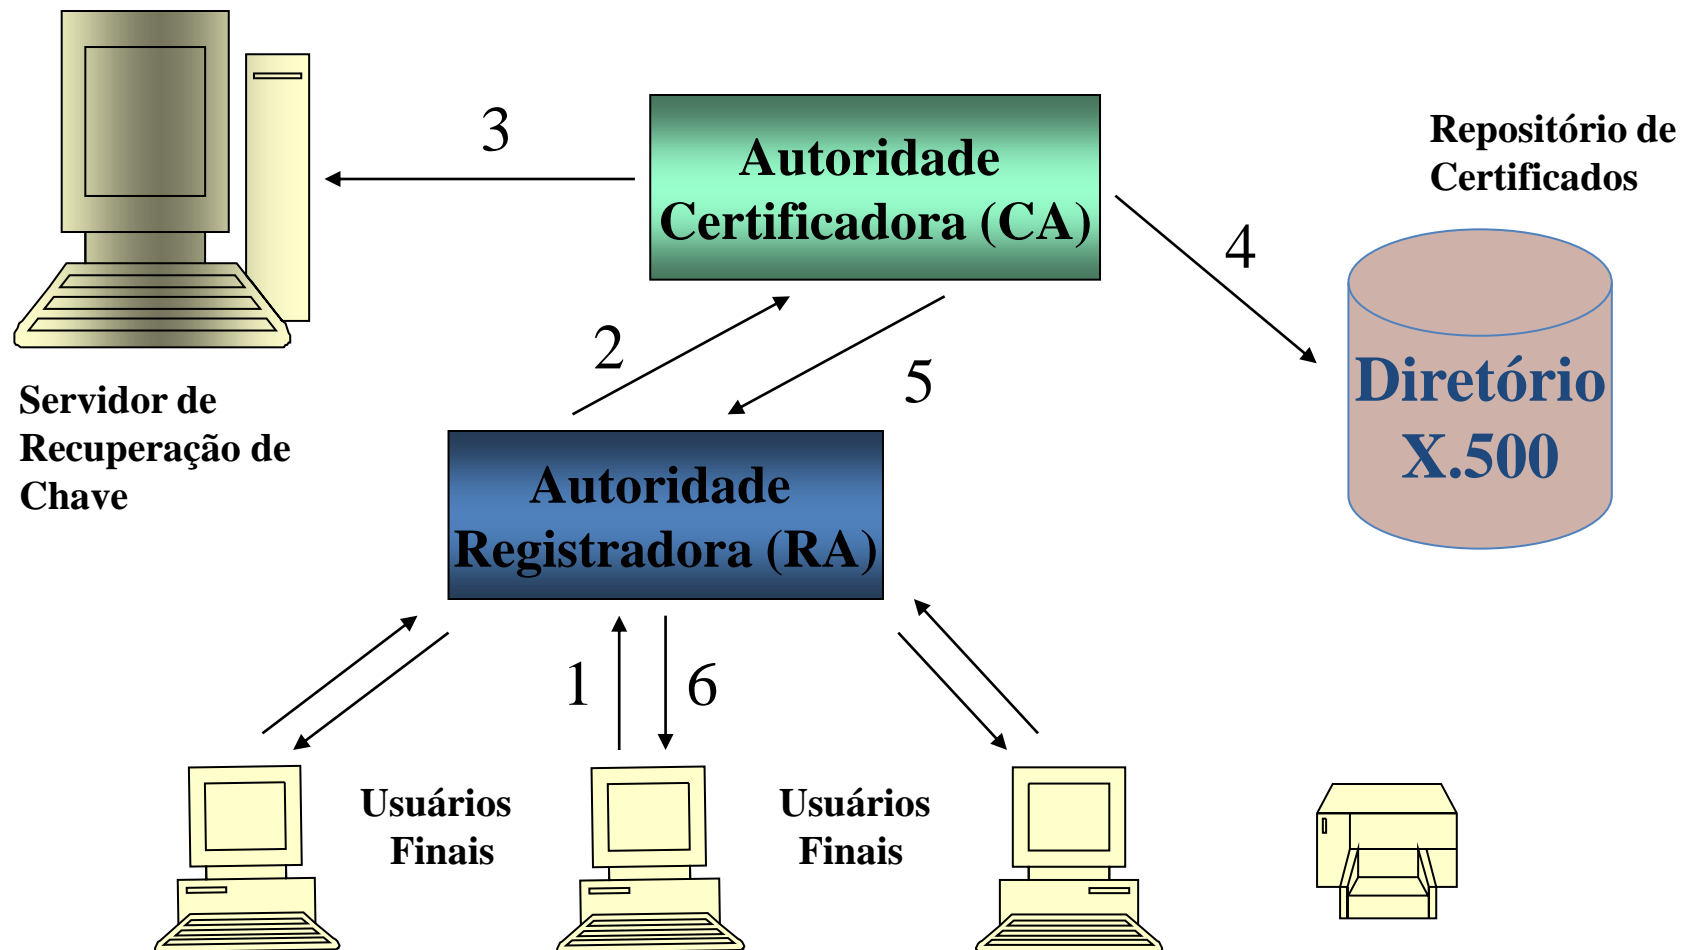 3
Autoridade
Certificadora (CA)
Repositório de
Certificados
4
2
5
Diretório
X.500
Servidor de
Recuperação de
Chave
Autoridade
Registradora (RA)
1
6
Usuários
Finais
Usuários
Finais